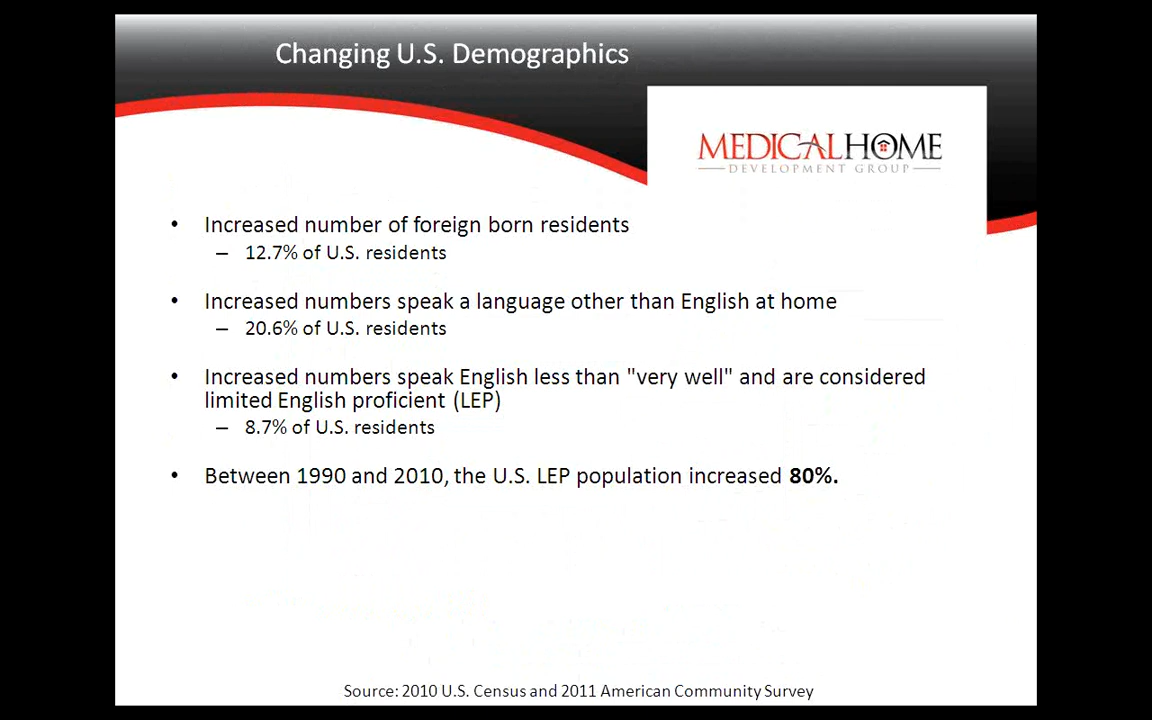 Changing U.S. Demographics
MEDICALHOME
DEVELOPMENT GROUP
• Increased number of foreign born residents
– 12.7% of U.S. residents
• Increased numbers speak a language other than English at home
– 20.6% of U.S. residents
• Increased numbers speak English less than "very well" and are considered
limited English proficient (LEP)
– 8.7% of U.S. residents
• Between 1990 and 2010, the U.S. LEP population increased 80%.
Source: 2010 U.S. Census and 2011 American Community Survey